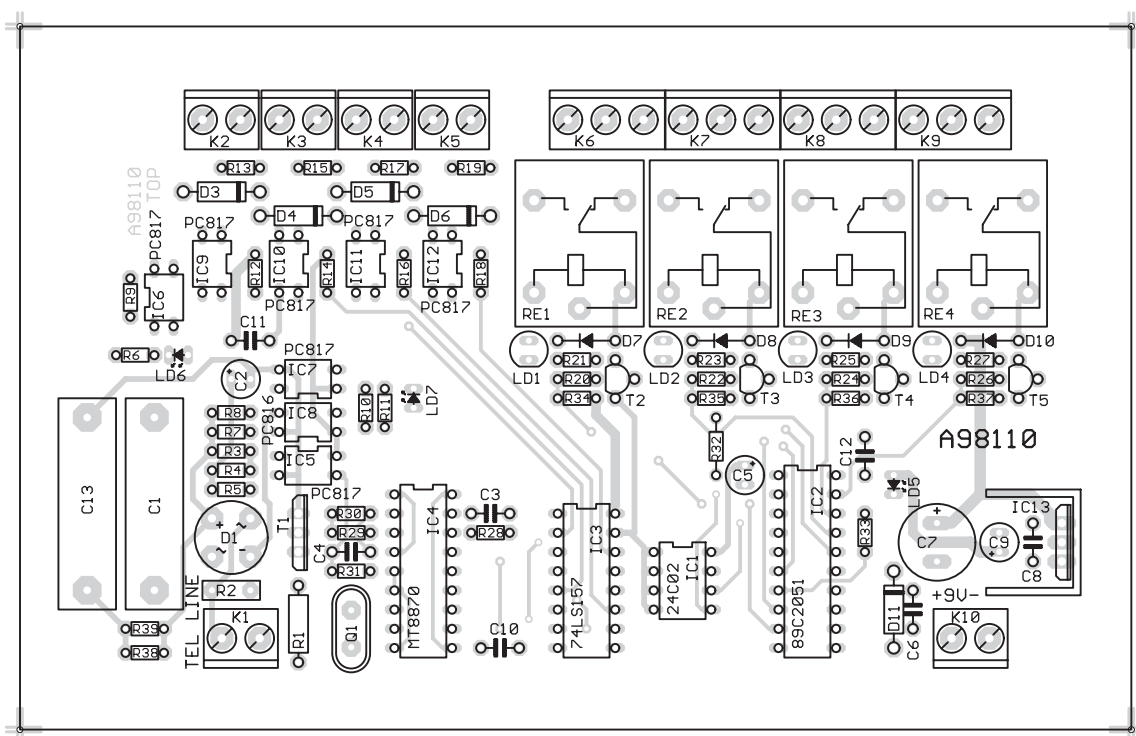 K2
K3
K4
K5
K6
K7
K8
K9
R13
R15
R17
R19
A98110
TOP
D3
D5
D4
D6
PC817
PC817
PC817
IC9
R12
IC10
R14
IC11
R16
IC12
R18
PC817
PC817
R9
IC6
RE1
RE2
RE3
RE4
C11
R6
LD6
C2
PC817
IC7
PC816
IC8
IC5
PC817
R10
R11
LD7
LD1
LD2
LD3
LD4
D7
D8
D9
D10
R21
R20
R34
R23
R22
R35
R25
R24
R36
R27
R26
R37
T2
T3
T4
T5
R8
R7
R3
R4
R5
C13
C1
+ ~
D1
~ -
T1
R30
R29
C4
R31
IC4
MT8870
C3
R28
R32
C5
C12
A98110
LD5
IC3
74LS157
24C02
IC1
IC2
89C2051
R33
+
C7
C9
+
IC13
C8
R2
TEL LINE
K1
R1
Q1
R39
R38
C10
D11
C6
+9V-
K10